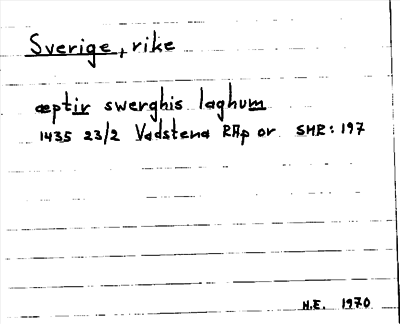 Sverige, rike
æptir swerghis laghum
1435 23/2 Vadstena RAp or SHR: 197
H.E. 1970